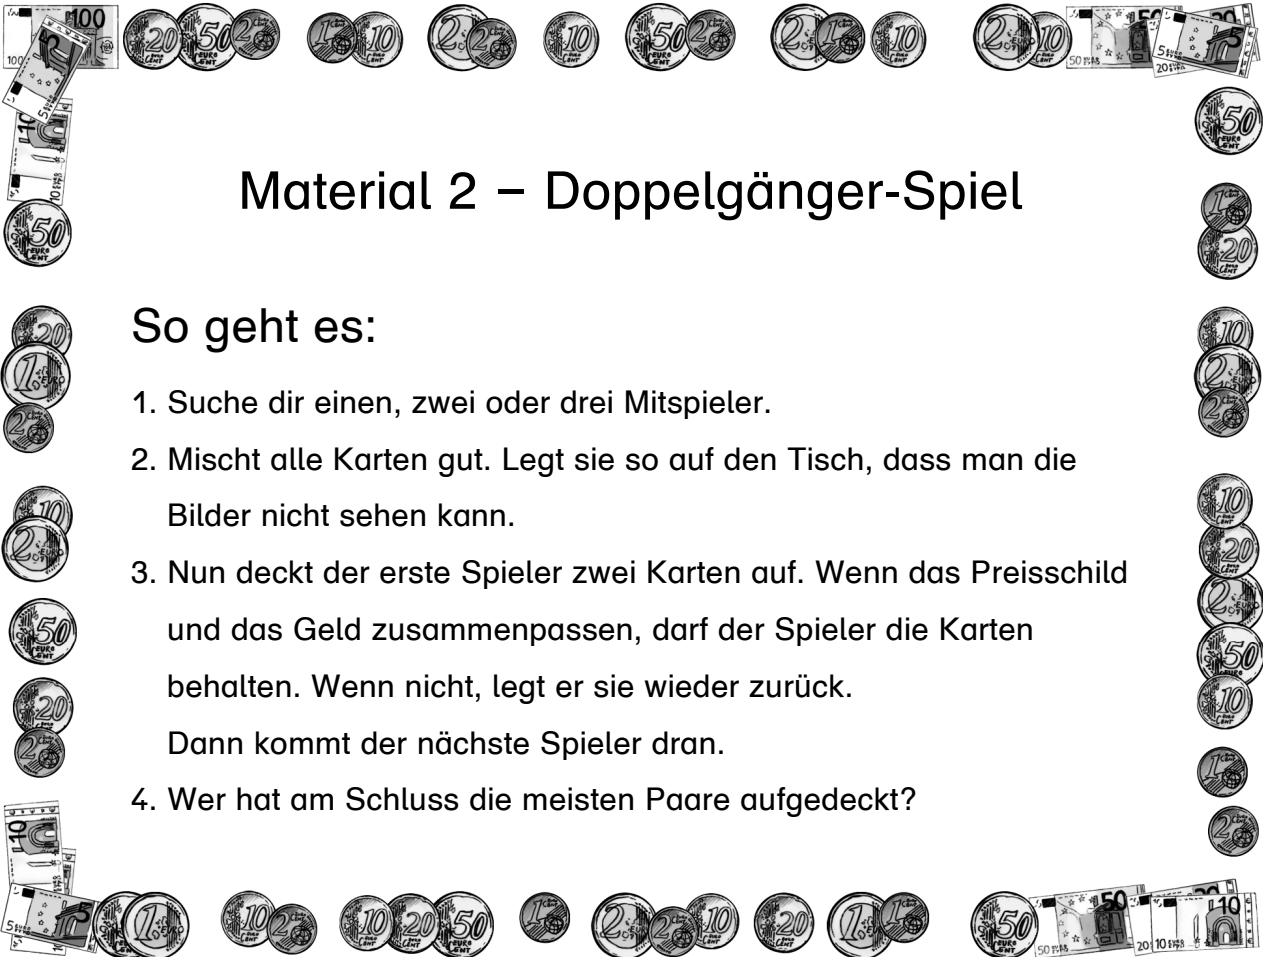 Material 2 – Doppelgänger-Spiel
So geht es:
1. Suche dir einen, zwei oder drei Mitspieler.
2. Mischt alle Karten gut. Legt sie so auf den Tisch, dass man die
Bilder nicht sehen kann.
3. Nun deckt der erste Spieler zwei Karten auf. Wenn das Preisschild
und das Geld zusammenpassen, darf der Spieler die Karten
behalten. Wenn nicht, legt er sie wieder zurück.
Dann kommt der nächste Spieler dran.
4. Wer hat am Schluss die meisten Paare aufgedeckt?